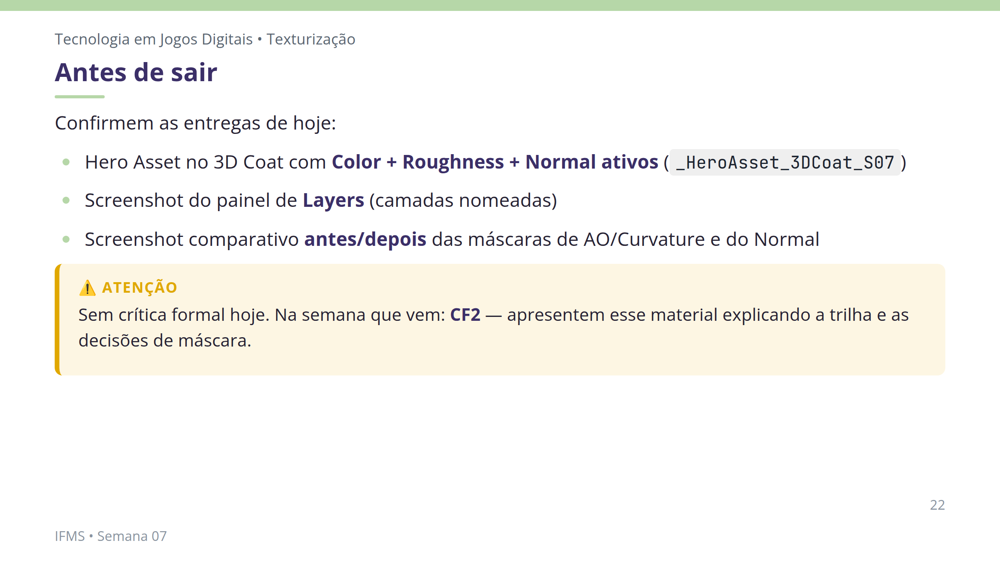 Tecnologia em Jogos Digitais • Texturização
Antes de sair
Confirmem as entregas de hoje:
Hero Asset no 3D Coat com Color + Roughness + Normal ativos (_HeroAsset_3DCoat_S07)
Screenshot do painel de Layers (camadas nomeadas)
Screenshot comparativo antes/depois das máscaras de AO/Curvature e do Normal
⚠️ ATENÇÃO
Sem crítica formal hoje. Na semana que vem: CF2 — apresentem esse material explicando a trilha e as
decisões de máscara.
22
IFMS • Semana 07